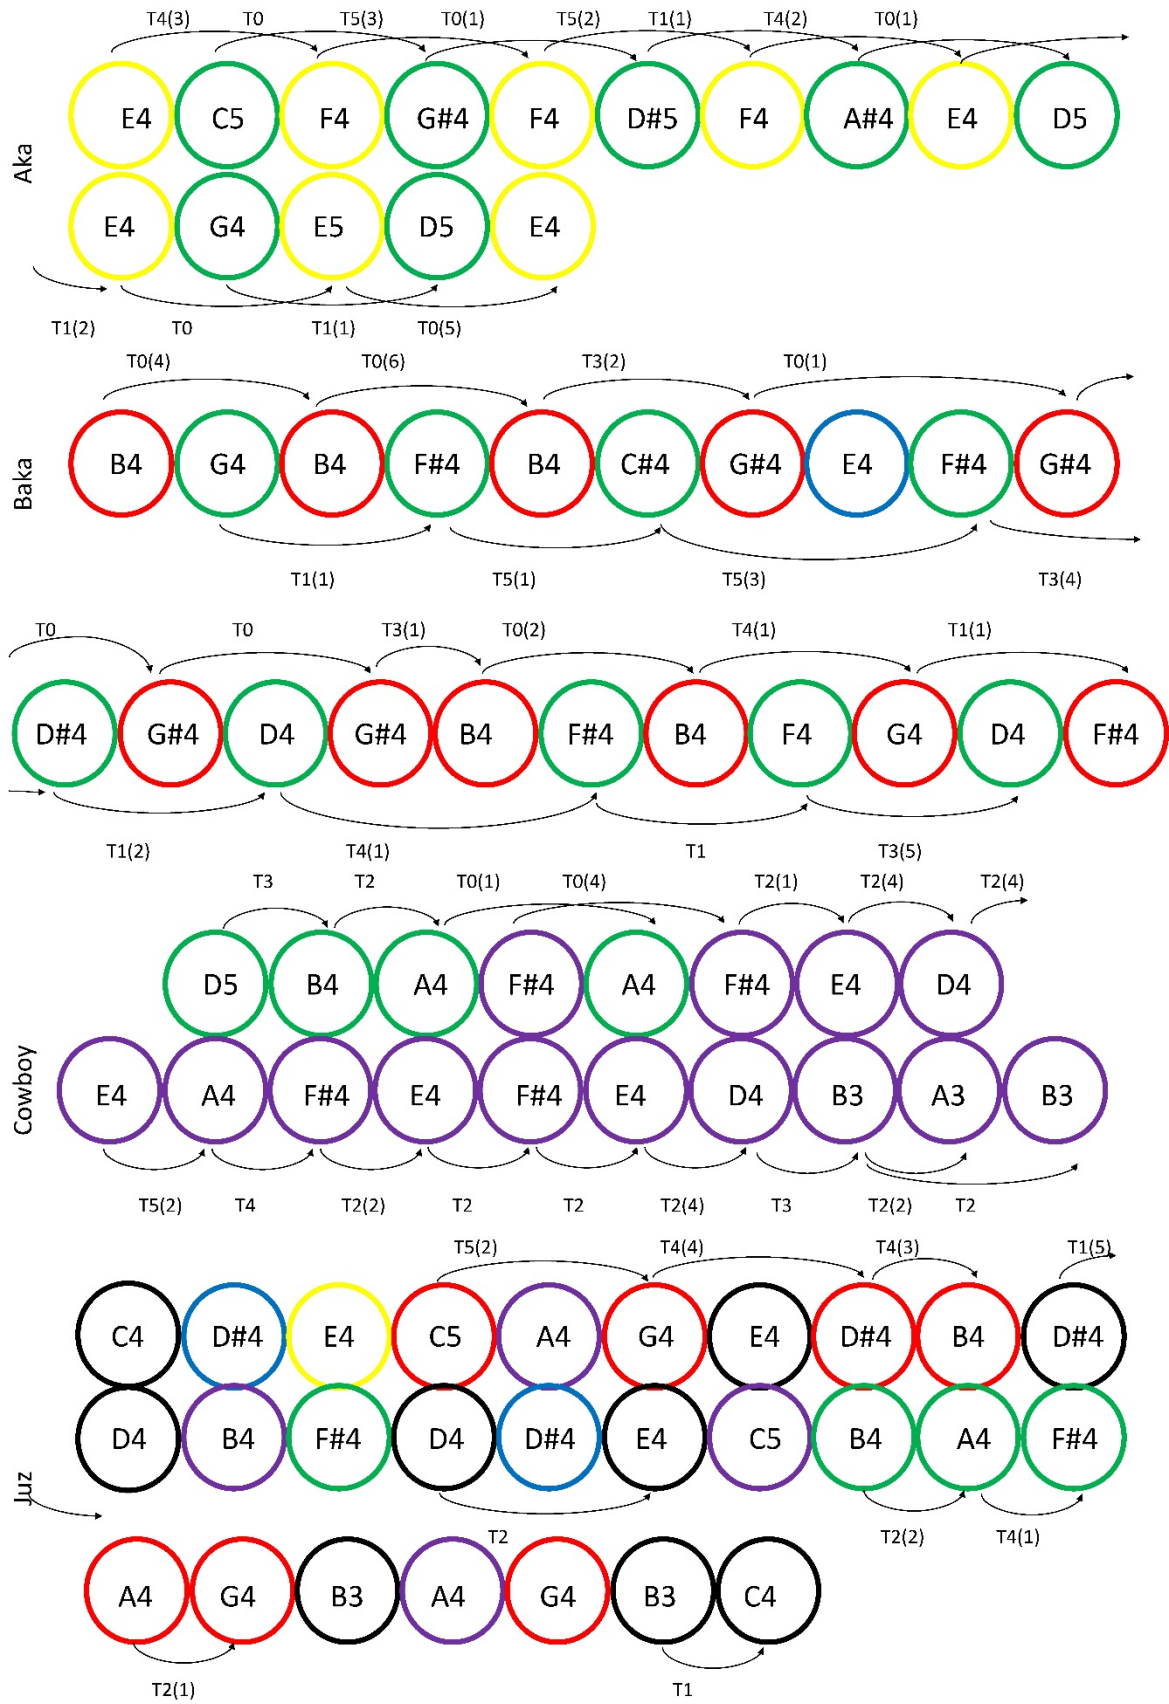 T4(3) T0 T5(3) T0(1) T5(2) T1(1) T4(2) T0(1)
E4 C5 F4 G#4 F4 D#5 F4 A#4 E4 D5
Aka
E4 G4 E5 D5 E4
T1(2) T0 T1(1) T0(5)
T0(4) T0(6) T3(2) T0(1)
B4 G4 B4 F#4 B4 C#4 G#4 E4 F#4 G#4
Baka
T1(1) T5(1) T5(3) T3(4)
T0 T0 T3(1) T0(2) T4(1) T1(1)
D#4 G#4 D4 G#4 B4 F#4 B4 F4 G4 D4 F#4
T1(2) T4(1) T1 T3(5)
T3 T2 T0(1) T0(4) T2(1) T2(4) T2(4)
D5 B4 A4 F#4 A4 F#4 E4 D4
Cowboy
E4 A4 F#4 E4 F#4 E4 D4 B3 A3 B3
T5(2) T4 T2(2) T2 T2 T2(4) T3 T2(2) T2
T5(2) T4(4) T4(3) T1(5)
C4 D#4 E4 C5 A4 G4 E4 D#4 B4 D#4
D4 B4 F#4 D4 D#4 E4 C5 B4 A4 F#4
Juz
T2 T2(2) T4(1)
A4 G4 B3 A4 G4 B3 C4
T2(1) T1